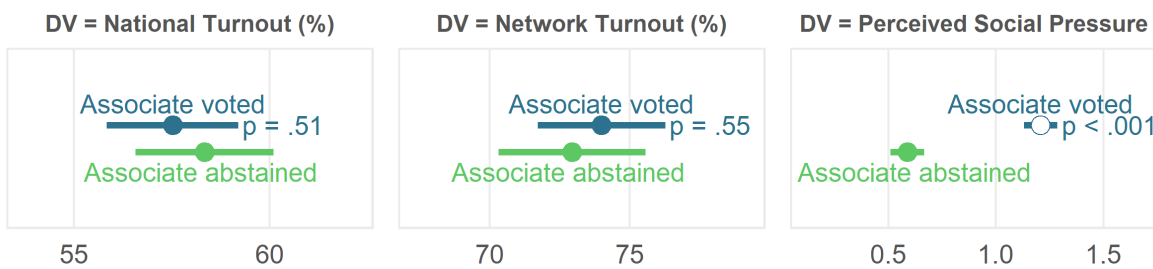 DV = National Turnout (%)
Associate voted
p = .51
Associate abstained
55 60
DV = Network Turnout (%)
Associate voted
p = .55
Associate abstained
70 75
DV = Perceived Social Pressure
Associate voted
p < .001
Associate abstained
0.5 1.0 1.5